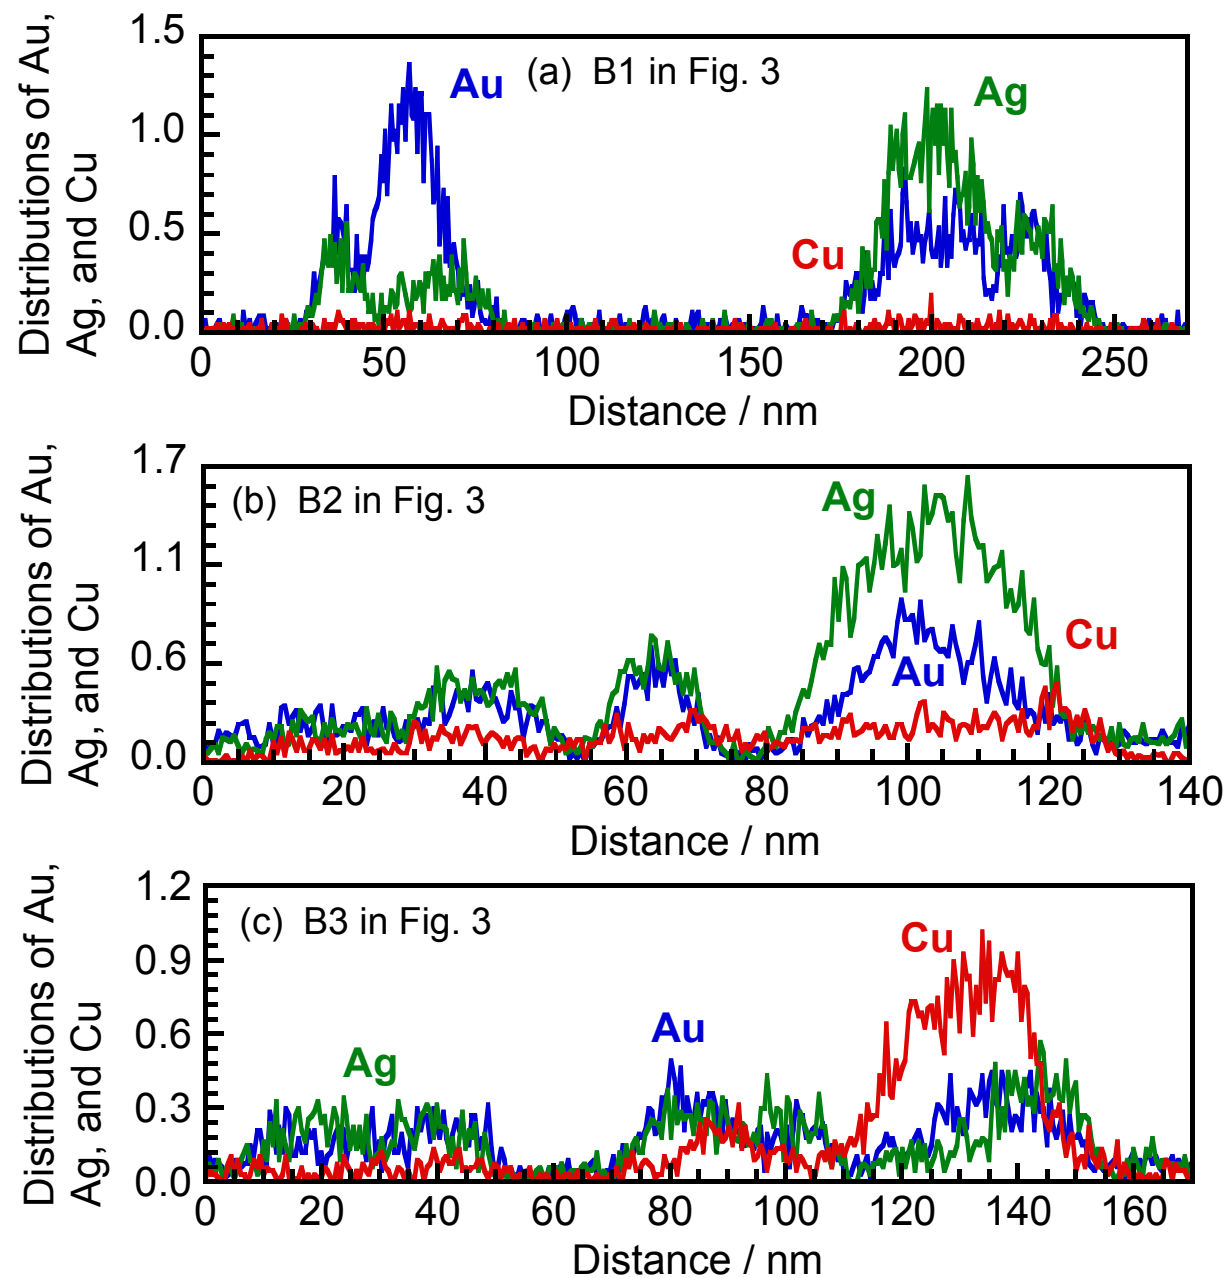 Distributions of Au,
Ag, and Cu
1.5
1.0
0.5
0.0
(a) B1 in Fig. 3
Au
Ag
Cu
0 50 100 150 200 250
Distance / nm
Distributions of Au,
Ag, and Cu
1.7
1.1
0.6
0.0
(b) B2 in Fig. 3
Ag
Au
Cu
0 20 40 60 80 100 120 140
Distance / nm
Distributions of Au,
Ag, and Cu
1.2
0.9
0.6
0.3
0.0
(c) B3 in Fig. 3
Cu
Au
Ag
0 20 40 60 80 100 120 140 160
Distance / nm